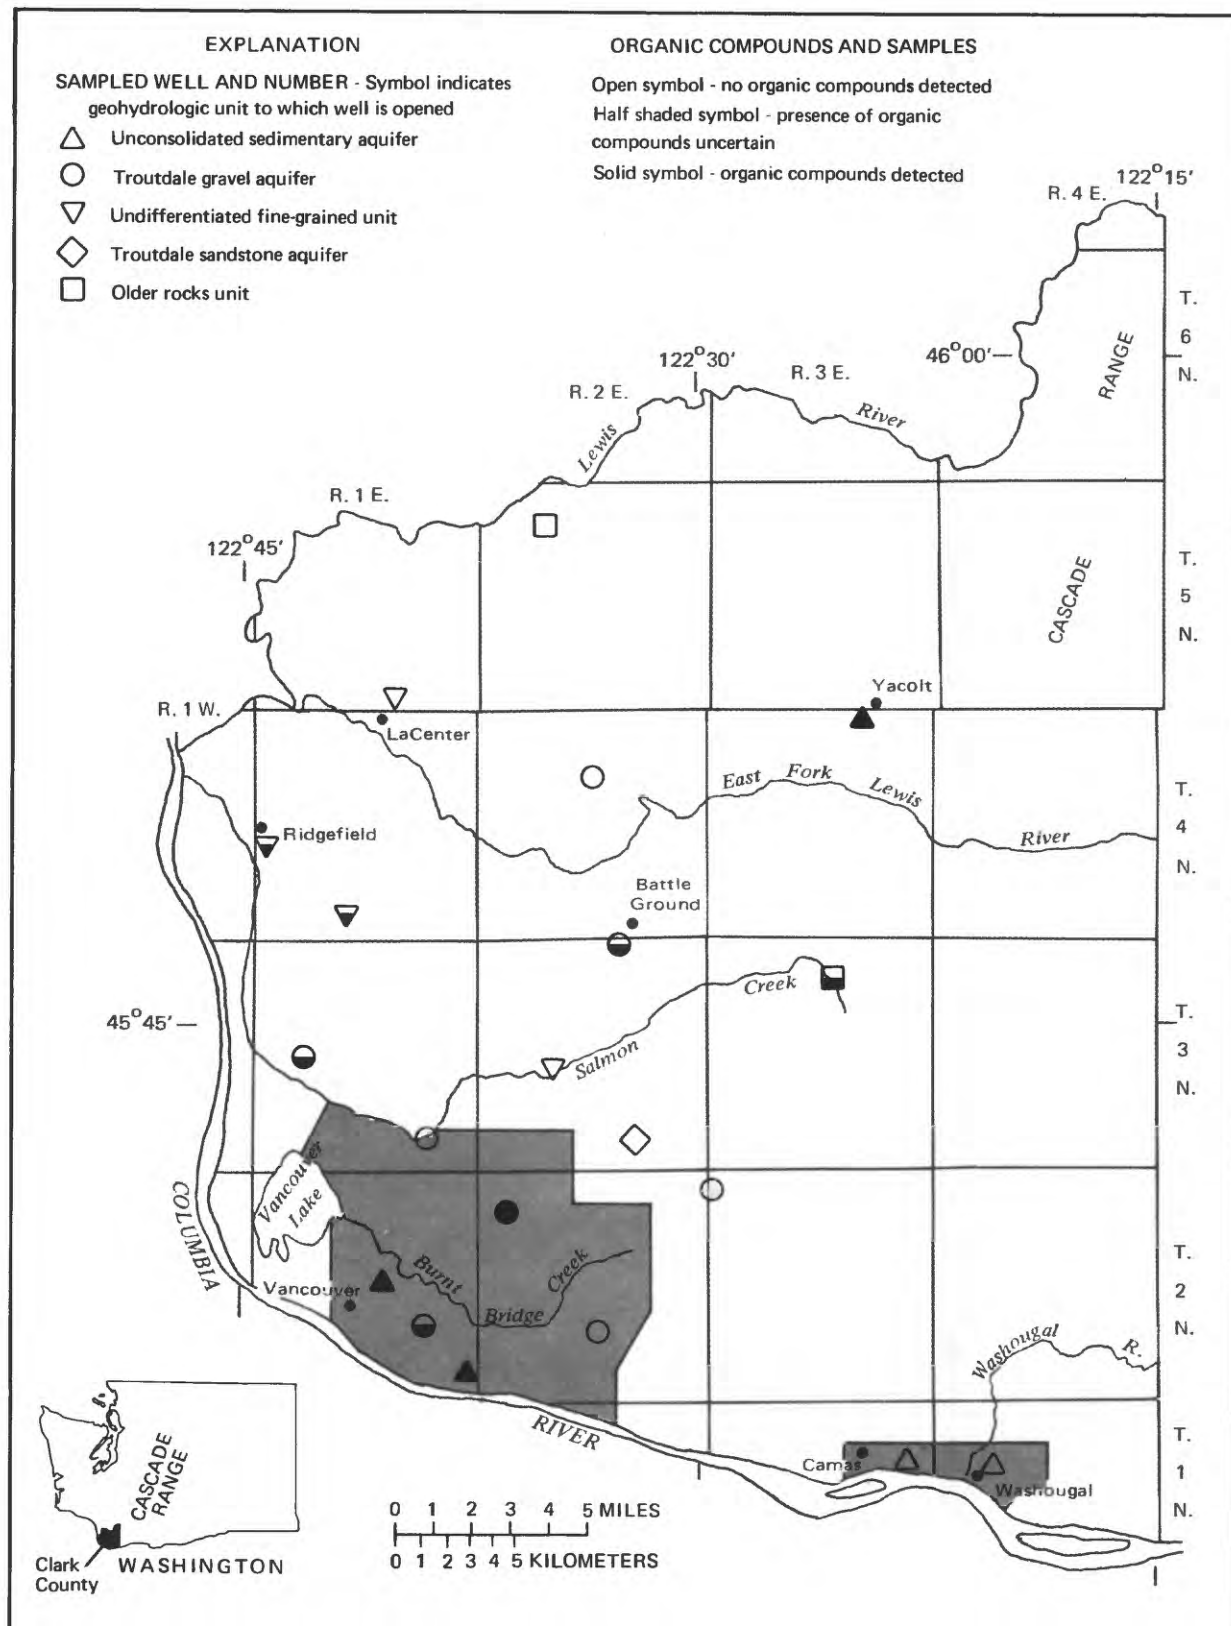 EXPLANATION
SAMPLED WELL AND NUMBER - Symbol indicates
geohydrologic unit to which well is opened
Unconsolidated sedimentary aquifer
Troutdale gravel aquifer
Undifferentiated fine-grained unit
Troutdale sandstone aquifer
Older rocks unit
ORGANIC COMPOUNDS AND SAMPLES
Open symbol - no organic compounds detected
Half shaded symbol - presence of organic
compounds uncertain
Solid symbol - organic compounds detected
122°15'
R. 4 E.
T.
6
N.
RANGE
46°00'
122°30'
R. 3 E.
R. 2 E.
River
Lewis
R. 1 E.
122°45'
T.
5
N.
CASCADE
Yacolt
R. 1 W.
LaCenter
East Fork Lewis
River
T.
4
N.
Ridgefield
Battle
Ground
Creek
Salmon
45°45'
T.
3
N.
Vancouver
Lake
COLUMBIA
Burnt
Bridge
Creek
Vancouver
T.
2
N.
Washougal
R.
RIVER
Camas
Washougal
T.
1
N.
CASCADE
RANGE
Clark
County
WASHINGTON
0 1 2 3 4 5 MILES
0 1 2 3 4 5 KILOMETERS